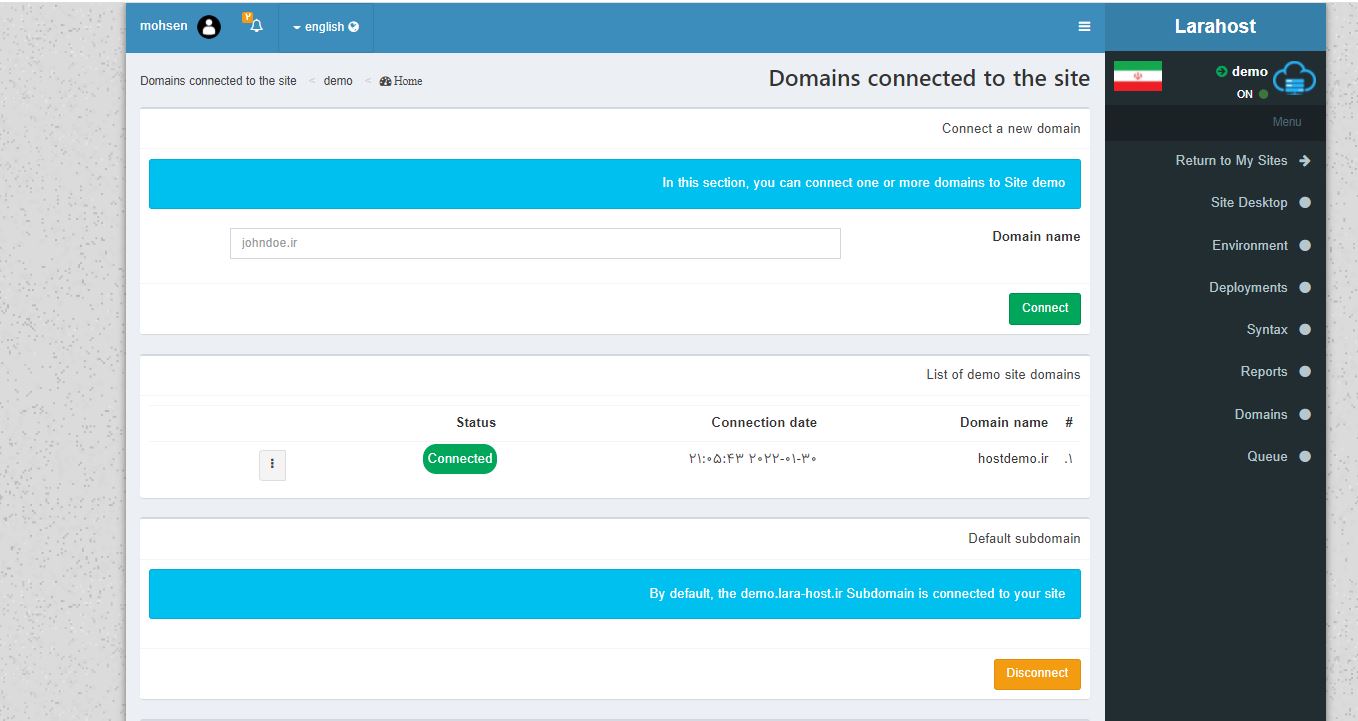 mohsen
۲
english
Larahost
Domains connected to the site < demo < Home
Domains connected to the site
demo
ON
Menu
Return to My Sites
Site Desktop
Environment
Deployments
Syntax
Reports
Domains
Queue
Connect a new domain
In this section, you can connect one or more domains to Site demo
Domain name
johndoe.ir
Connect
List of demo site domains
# Domain name Connection date Status
.۱ hostdemo.ir ۲۱:۰۵:۴۳ ۲۰۲۲-۰۱-۳۰ Connected
Default subdomain
By default, the demo.lara-host.ir Subdomain is connected to your site
Disconnect